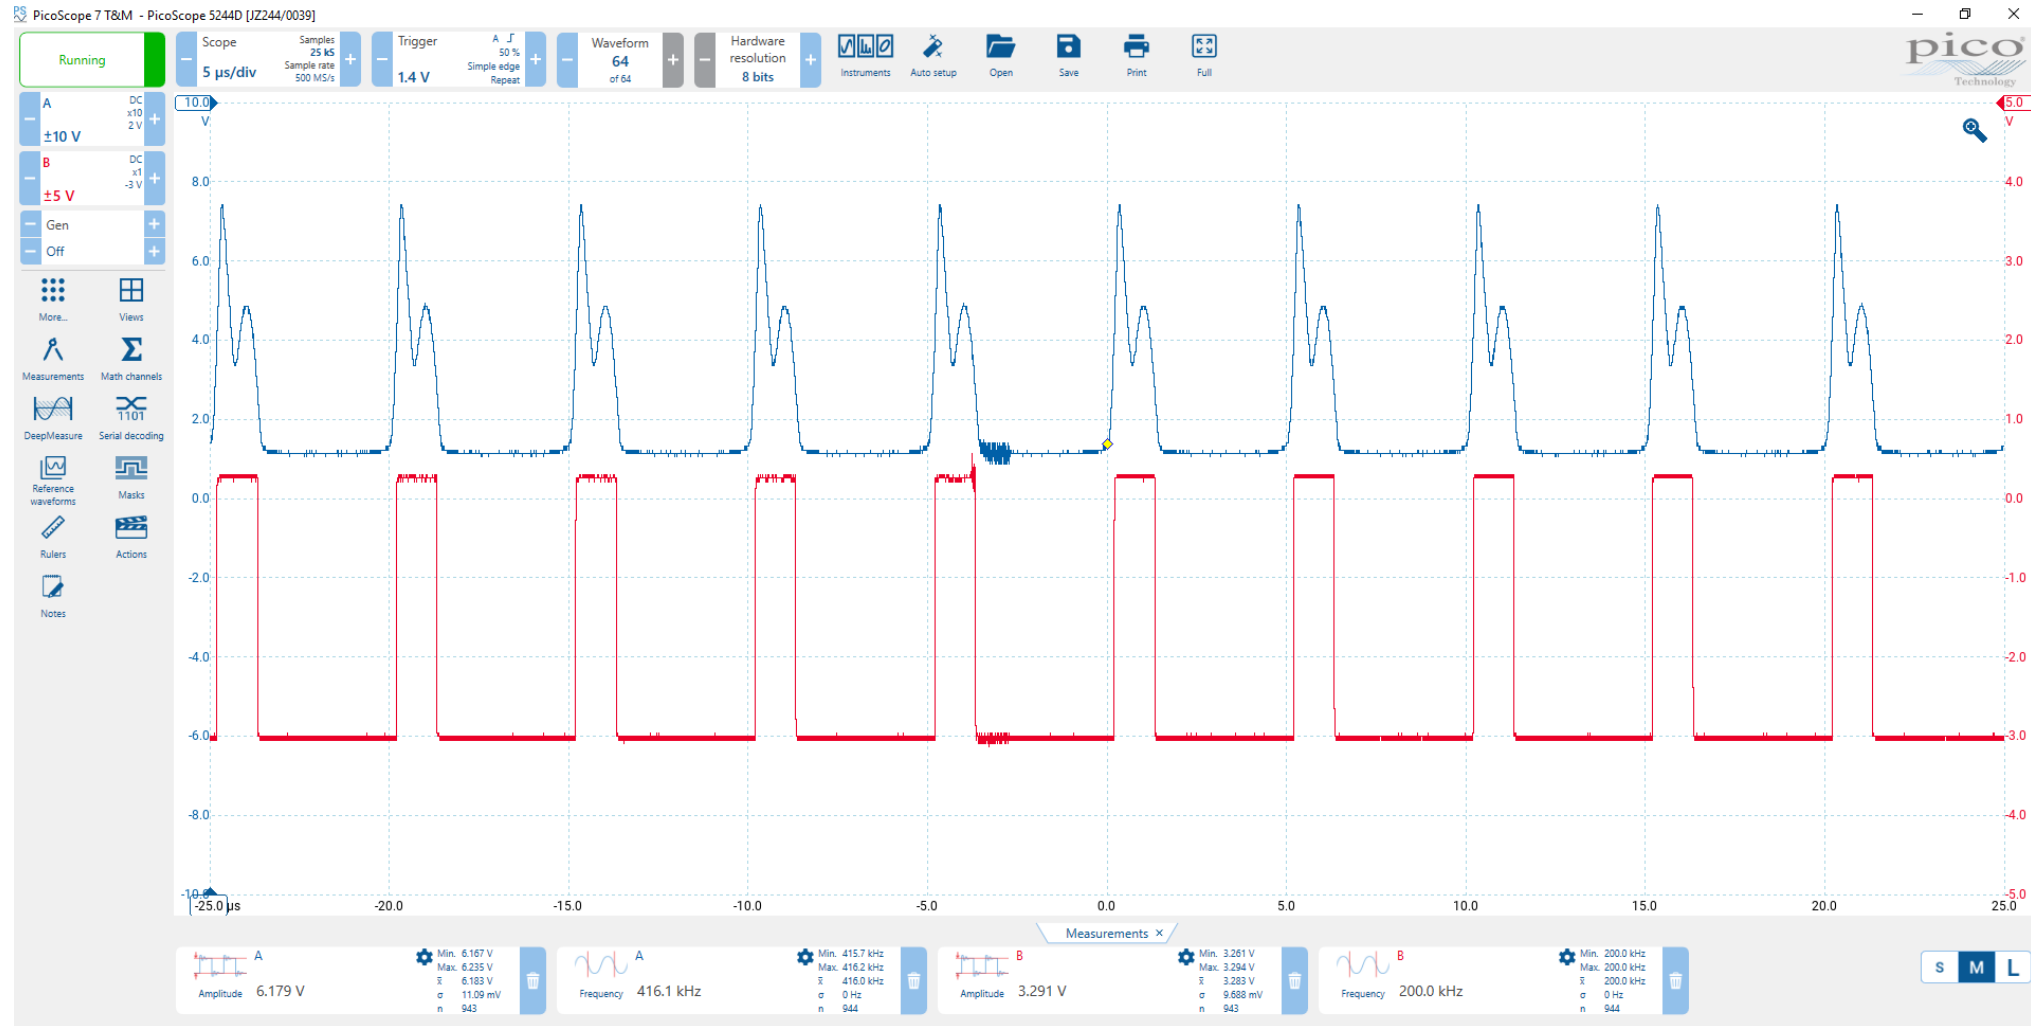 PicoScope 7 T&M - PicoScope 5244D [JZ244/0039]
Running
Scope
5 µs/div
Samples
25 kS
Sample rate
500 MS/s
Trigger
1.4 V
A
50 %
Simple edge
Repeat
Waveform
64
of 64
Hardware
resolution
8 bits
Instruments
Auto setup
Open
Save
Print
Full
pico
Technology
A
DC
x10
2 V
±10 V
B
DC
x1
-3 V
±5 V
Gen
Off
More...
Views
Measurements
Math channels
DeepMeasure
1101
Serial decoding
Reference
waveforms
Masks
Rulers
Actions
Notes
10.0
V
8.0
6.0
4.0
2.0
0.0
-2.0
-4.0
-6.0
-8.0
-10.0
5.0
V
4.0
3.0
2.0
1.0
0.0
-1.0
-2.0
-3.0
-4.0
-5.0
-25.0 µs
-20.0
-15.0
-10.0
-5.0
0.0
5.0
10.0
15.0
20.0
25.0
Measurements ×
A
Amplitude 6.179 V
Min. 6.167 V
Max. 6.235 V
x̄ 6.183 V
σ 11.09 mV
n 943
A
Frequency 416.1 kHz
Min. 415.7 kHz
Max. 416.2 kHz
x̄ 416.0 kHz
σ 0 Hz
n 944
B
Amplitude 3.291 V
Min. 3.261 V
Max. 3.294 V
x̄ 3.283 V
σ 9.688 mV
n 943
B
Frequency 200.0 kHz
Min. 200.0 kHz
Max. 200.0 kHz
x̄ 200.0 kHz
σ 0 Hz
n 944
S M L